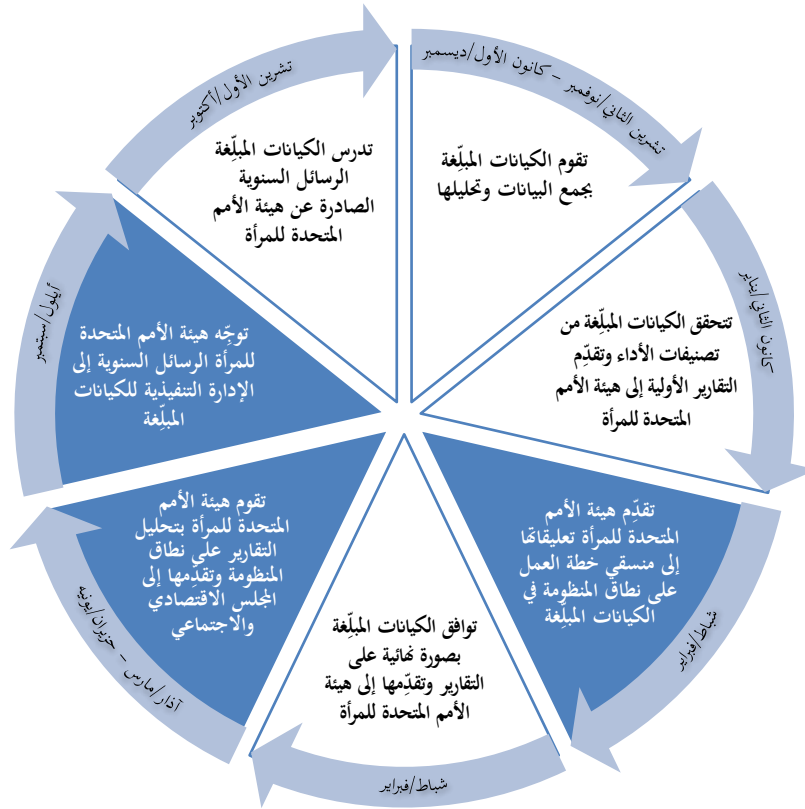 تشرين الثاني/نوفمبر – كانون الأول/ديسمبر
تقوم الكيانات المبلِّغة
بجمع البيانات وتحليلها
كانون الثاني/يناير
تتحقق الكيانات المبلِّغة من
تصنيفات الأداء وتقدِّم
التقارير الأولية إلى هيئة الأمم
المتحدة للمرأة
شباط/فبراير
تقدِّم هيئة الأمم
المتحدة للمرأة تعليقاتها
إلى منسقي خطة العمل
على نطاق المنظومة في
الكيانات المبلِّغة
شباط/فبراير
توافق الكيانات المبلِّغة
بصورة نهائية على
التقارير وتقدِّمها إلى هيئة
الأمم المتحدة للمرأة
آذار/مارس – حزيران/يونيه
تقوم هيئة الأمم
المتحدة للمرأة بتحليل
التقارير على نطاق
المنظومة وتقدِّمها إلى
المجلس الاقتصادي
والاجتماعي
أيلول/سبتمبر
توجِّه هيئة الأمم المتحدة
للمرأة الرسائل السنوية إلى
الإدارة التنفيذية للكيانات
المبلِّغة
تشرين الأول/أكتوبر
تدرس الكيانات المبلِّغة
الرسائل السنوية
الصادرة عن هيئة الأمم
المتحدة للمرأة